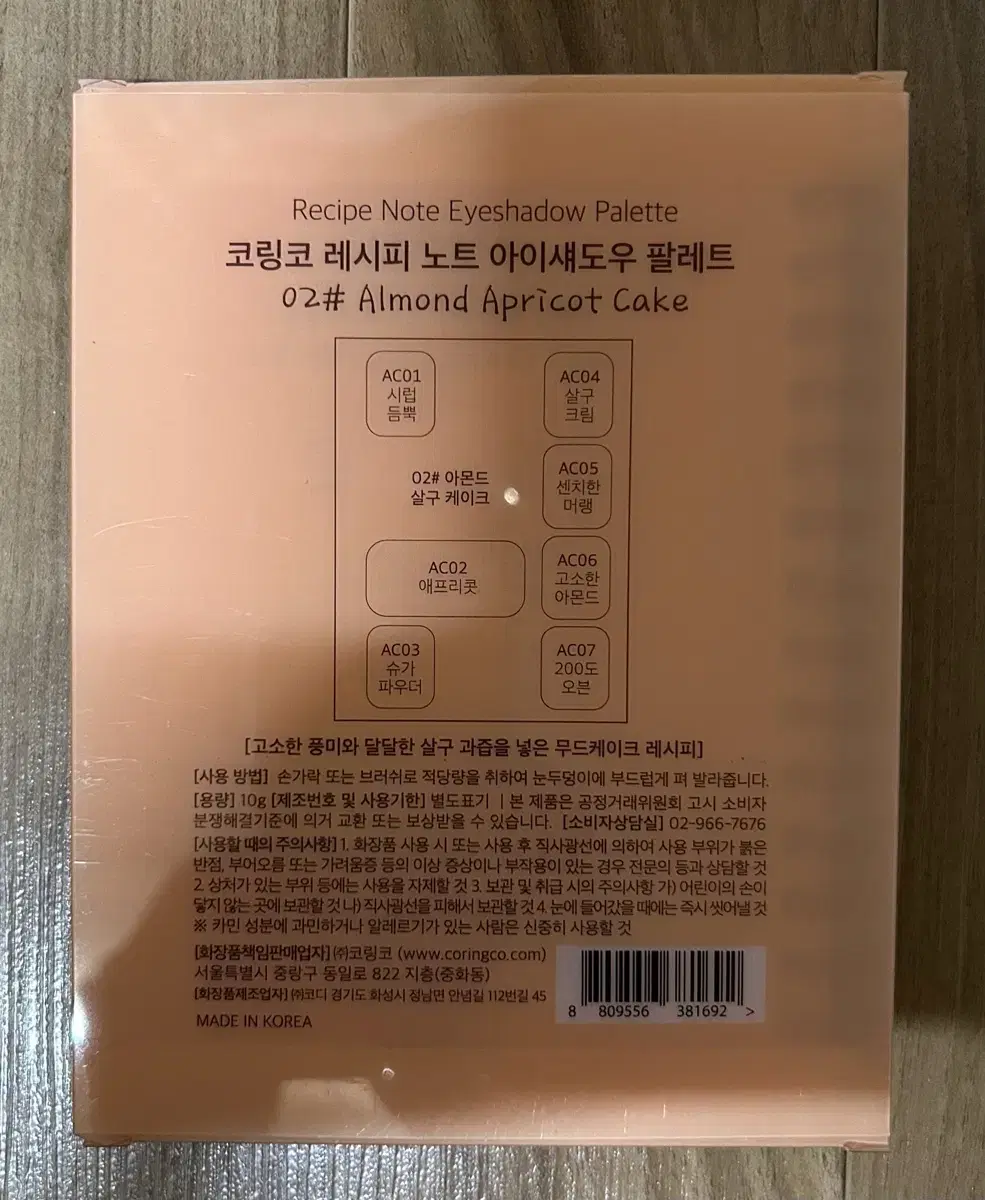 Recipe Note Eyeshadow Palette
코링코 레시피 노트 아이섀도우 팔레트
02# Almond Apricot Cake
AC01
시럽
듬뿍
AC04
살구
크림
02# 아몬드
살구 케이크
AC05
센치한
머랭
AC02
애프리콧
AC06
고소한
아몬드
AC03
슈가
파우더
AC07
200도
오븐
[고소한 풍미와 달달한 살구 과즙을 넣은 무드케이크 레시피]
[사용 방법] 손가락 또는 브러쉬로 적당량을 취하여 눈두덩이에 부드럽게 펴 발라줍니다.
[용량] 10g [제조번호 및 사용기한] 별도표기 | 본 제품은 공정거래위원회 고시 소비자
분쟁해결기준에 의거 교환 또는 보상받을 수 있습니다. [소비자상담실] 02-966-7676
[사용할 때의 주의사항] 1. 화장품 사용 시 또는 사용 후 직사광선에 의하여 사용 부위가 붉은
반점, 부어오름 또는 가려움증 등의 이상 증상이나 부작용이 있는 경우 전문의 등과 상담할 것
2. 상처가 있는 부위 등에는 사용을 자제할 것 3. 보관 및 취급 시의 주의사항 가) 어린이의 손이
닿지 않는 곳에 보관할 것 나) 직사광선을 피해서 보관할 것 4. 눈에 들어갔을 때에는 즉시 씻어낼 것
※ 카민 성분에 과민하거나 알레르기가 있는 사람은 신중히 사용할 것
[화장품책임판매업자] ㈜코링코 (www.coringco.com)
서울특별시 중랑구 동일로 822 지층(중화동)
[화장품제조업자] ㈜코디 경기도 화성시 정남면 안녕길 112번길 45
MADE IN KOREA
8 809556 381692 >